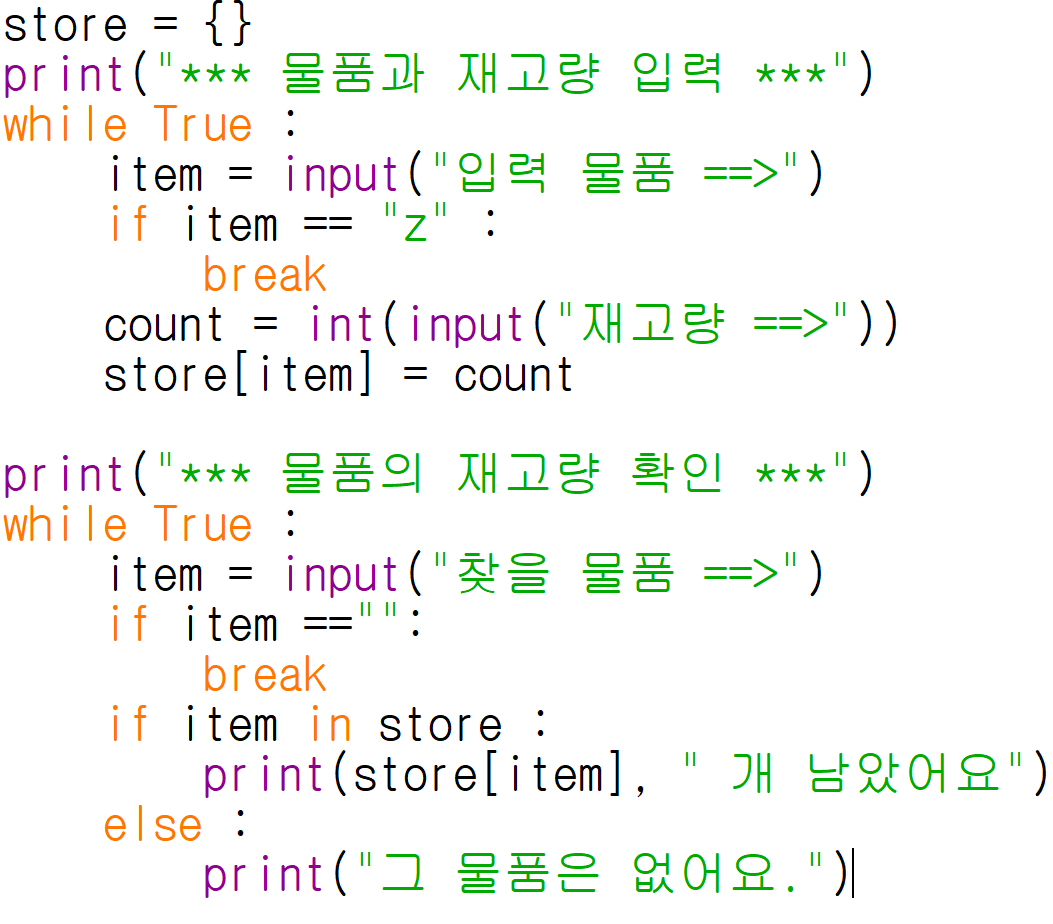 store = {}
print("*** 물품과 재고량 입력 ***")
while True :
    item = input("입력 물품 ==>")
    if item == "z" :
        break
    count = int(input("재고량 ==>"))
    store[item] = count

print("*** 물품의 재고량 확인 ***")
while True :
    item = input("찾을 물품 ==>")
    if item =="":
        break
    if item in store :
        print(store[item], " 개 남았어요")
    else :
        print("그 물품은 없어요.")